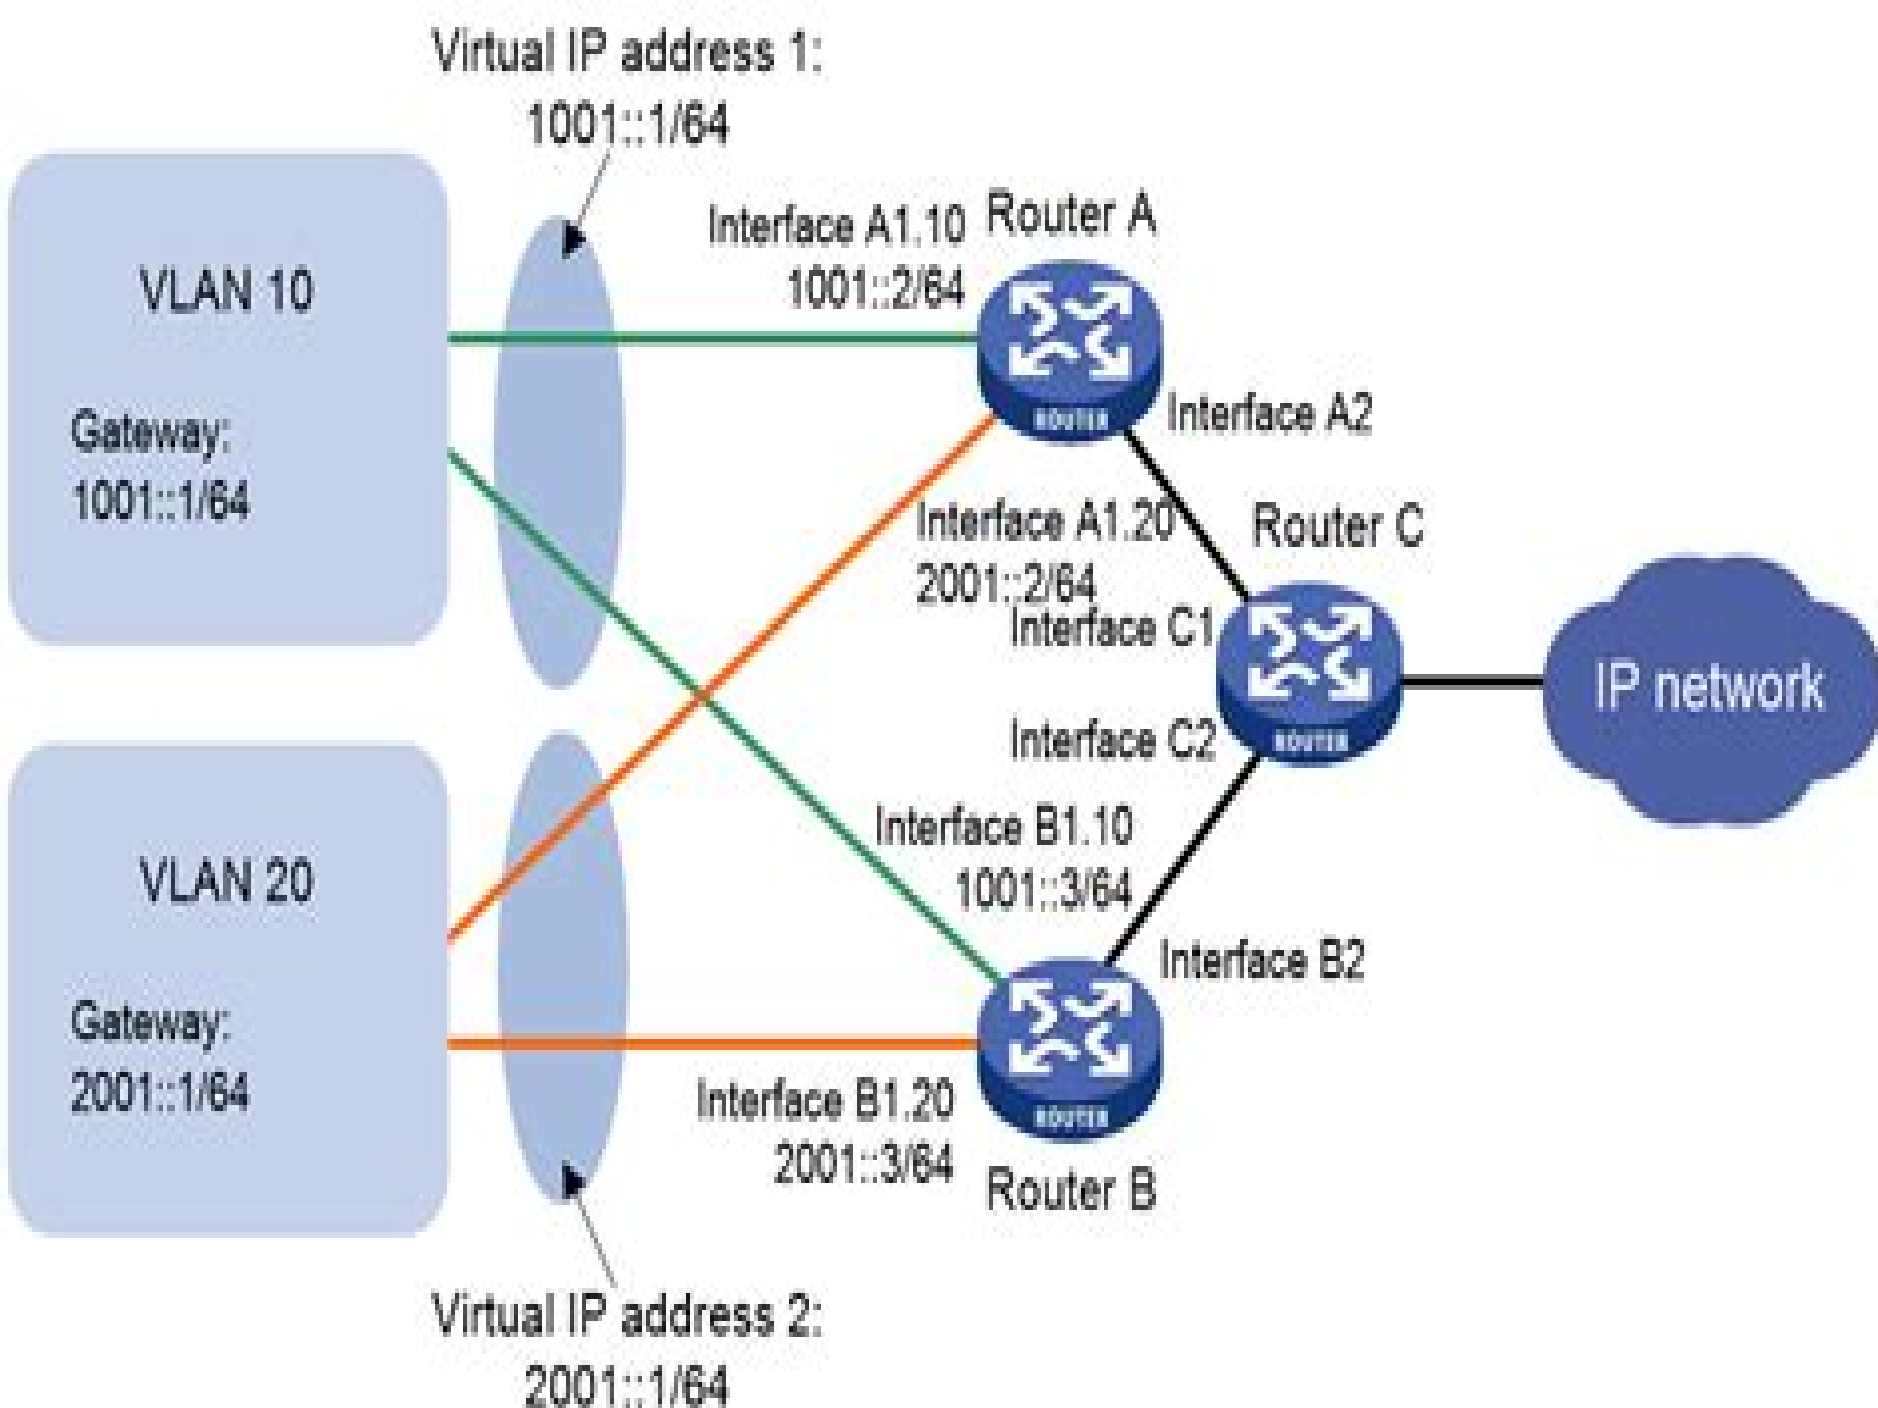 Virtual IP address 1:
1001::1/64
Interface A1.10
1001::2/64
Router A
VLAN 10
Gateway:
1001::1/64
ROUTER
Interface A2
Interface A1.20
2001::2/64
Router C
Interface C1
IP network
Interface C2
ROUTER
Interface B1.10
1001::3/64
VLAN 20
Gateway:
2001::1/64
Interface B2
ROUTER
Interface B1.20
2001::3/64
Router B
Virtual IP address 2:
2001::1/64